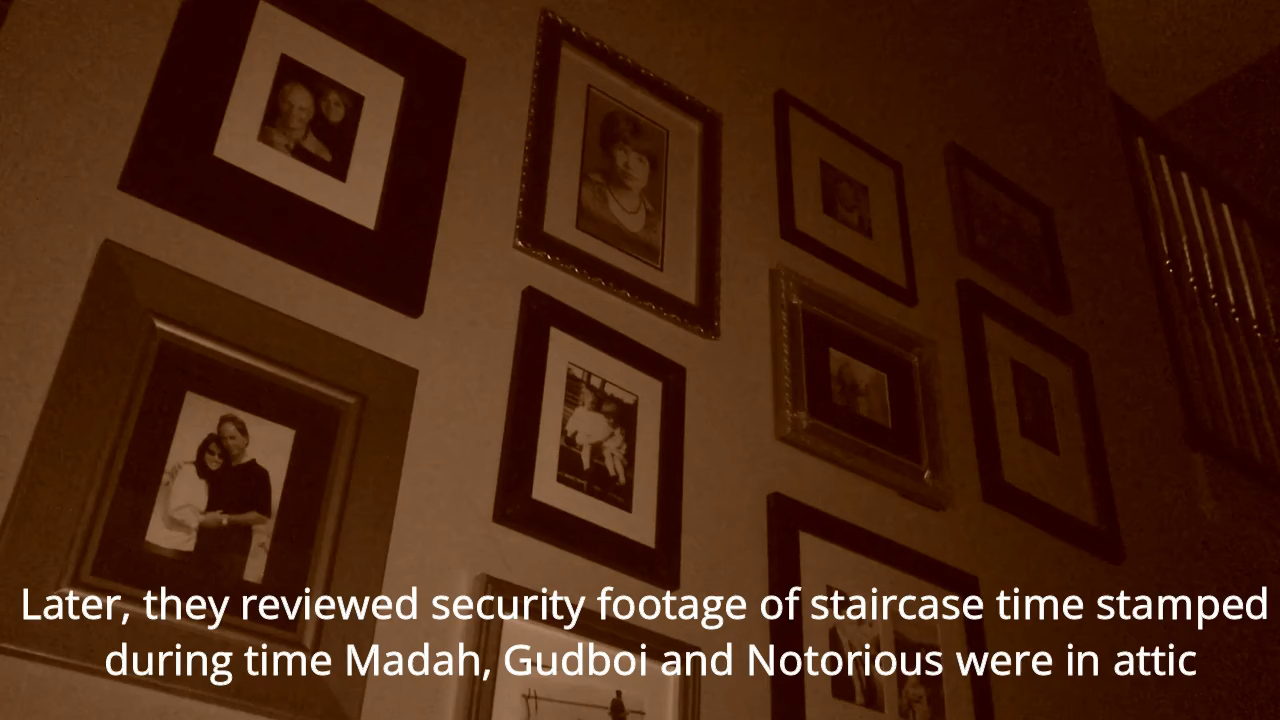 Later, they reviewed security footage of staircase time stamped
during time Madah, Gudboi and Notorious were in attic